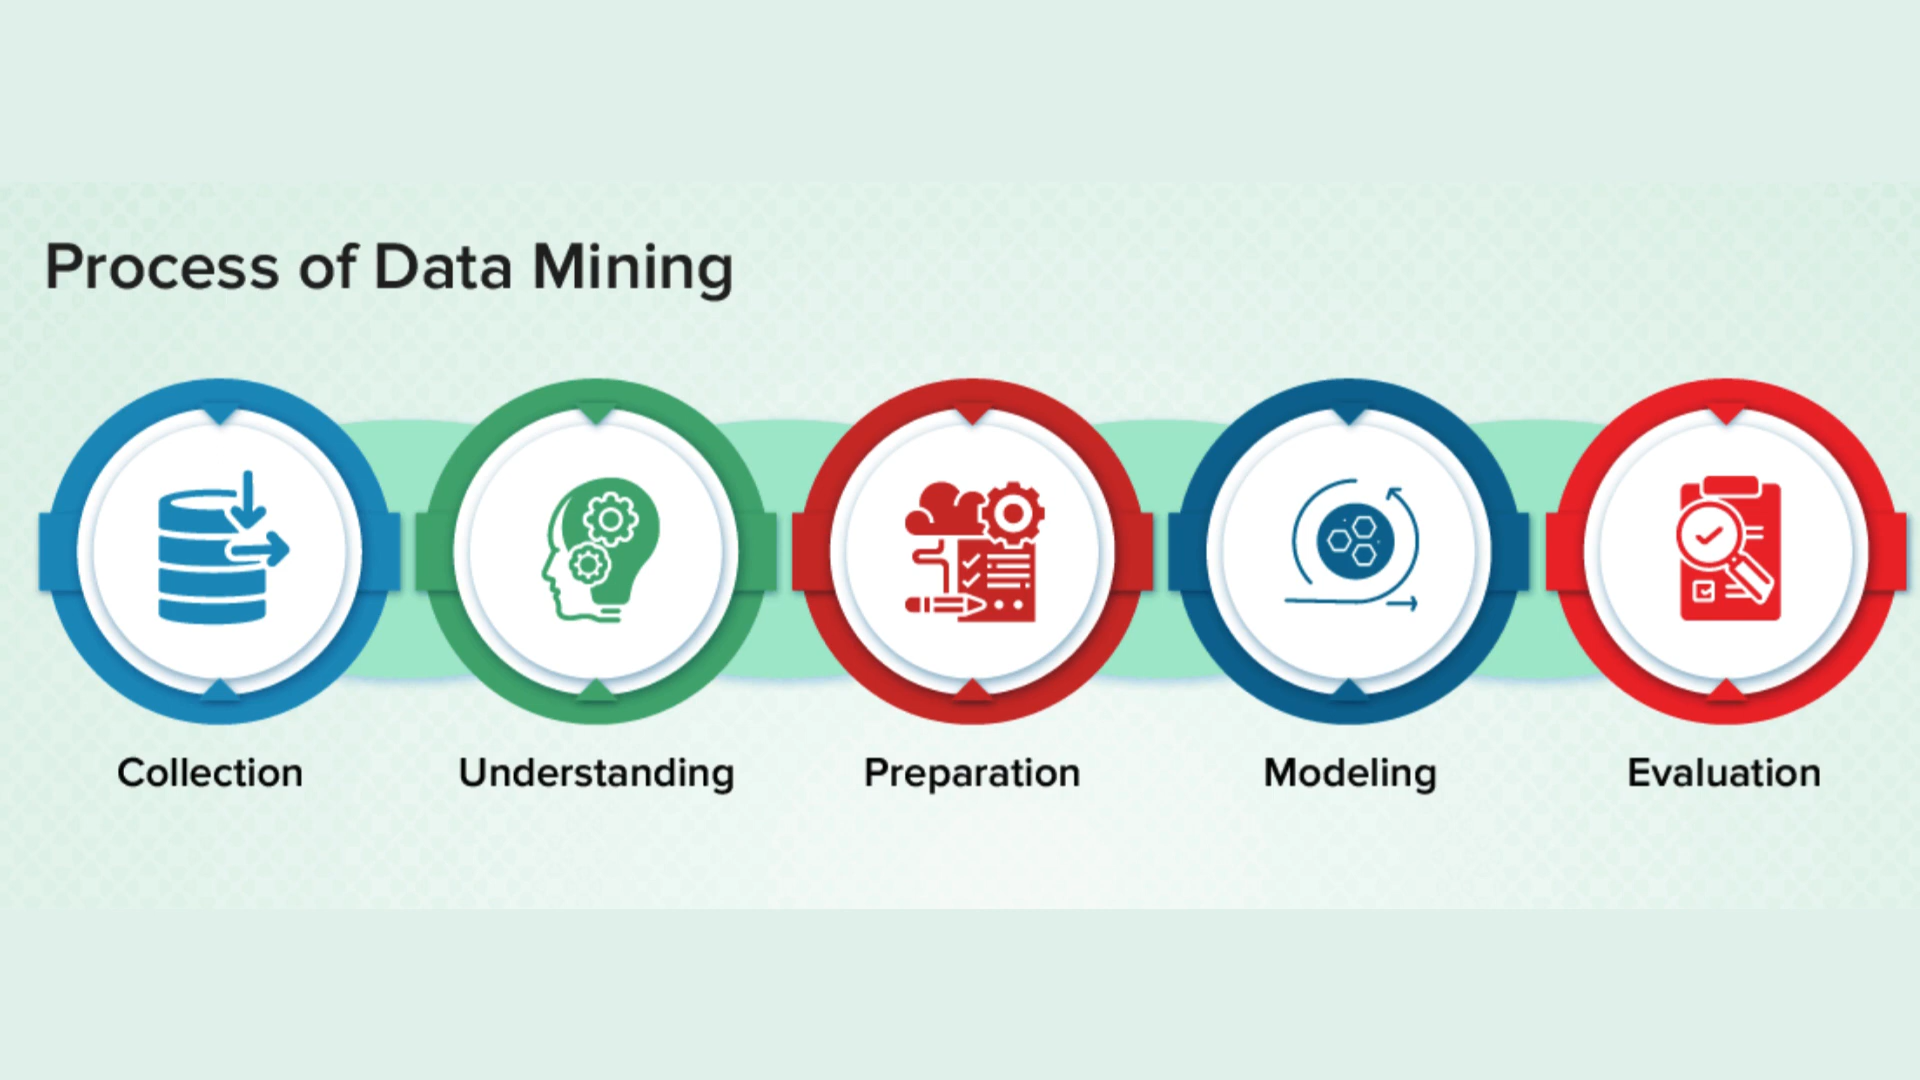 Process of Data Mining
Collection
Understanding
Preparation
Modeling
Evaluation